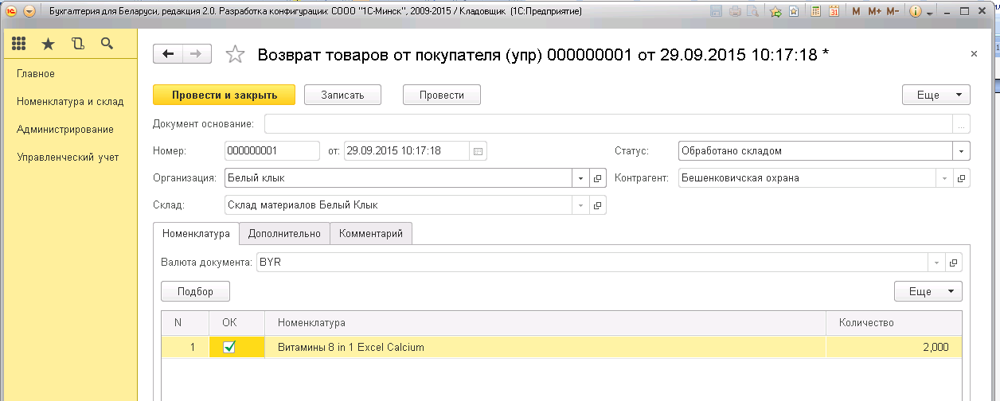 Бухгалтерия для Беларуси, редакция 2.0. Разработка конфигурации: СООО "1С-Минск", 2009-2015 / Кладовщик (1С:Предприятие)
M M+ M-
Главное
Номенклатура и склад
Администрирование
Управленческий учет
Возврат товаров от покупателя (упр) 000000001 от 29.09.2015 10:17:18 *
Провести и закрыть Записать Провести Еще
Документ основание: ...
Номер: 000000001 от: 29.09.2015 10:17:18 Статус: Обработано складом
Организация: Белый клык Контрагент: Бешенковичская охрана
Склад: Склад материалов Белый Клык
Номенклатура Дополнительно Комментарий
Валюта документа: BYR
Подбор Еще
N ОК Номенклатура Количество
1 Витамины 8 in 1 Excel Calcium 2,000